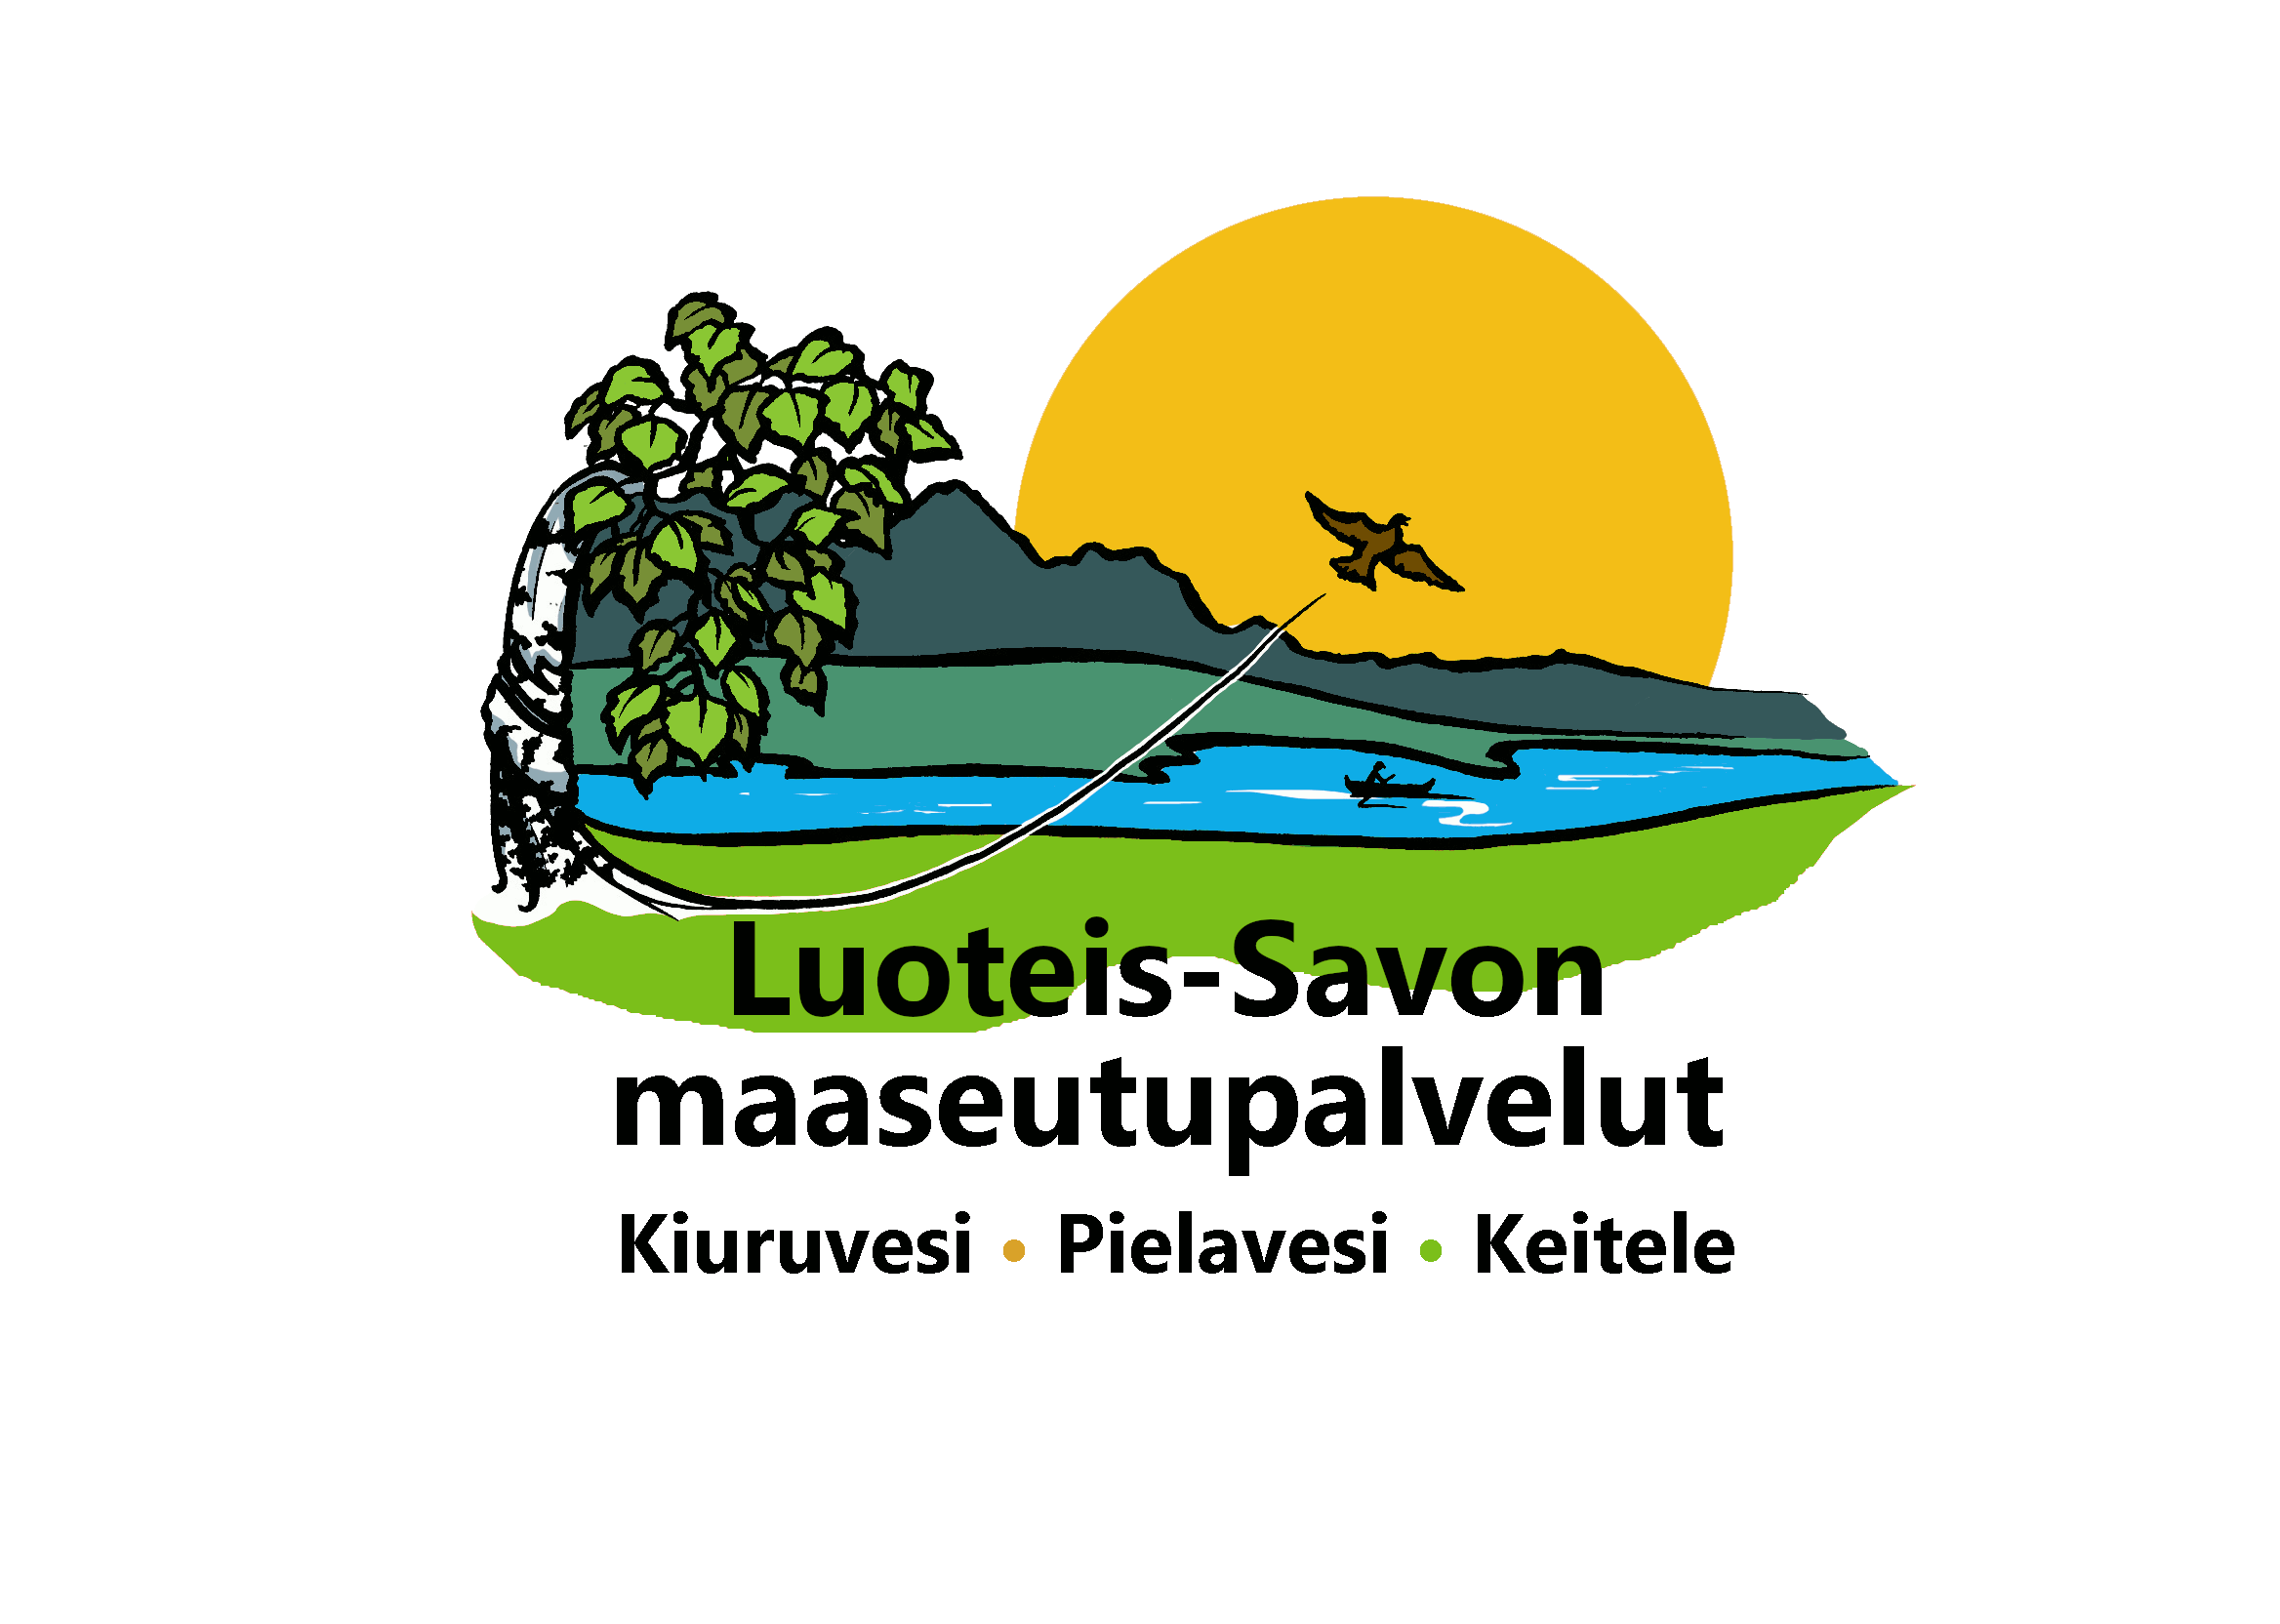 Luoteis-Savon
maaseutupalvelut
Kiuruvesi • Pielavesi • Keitele